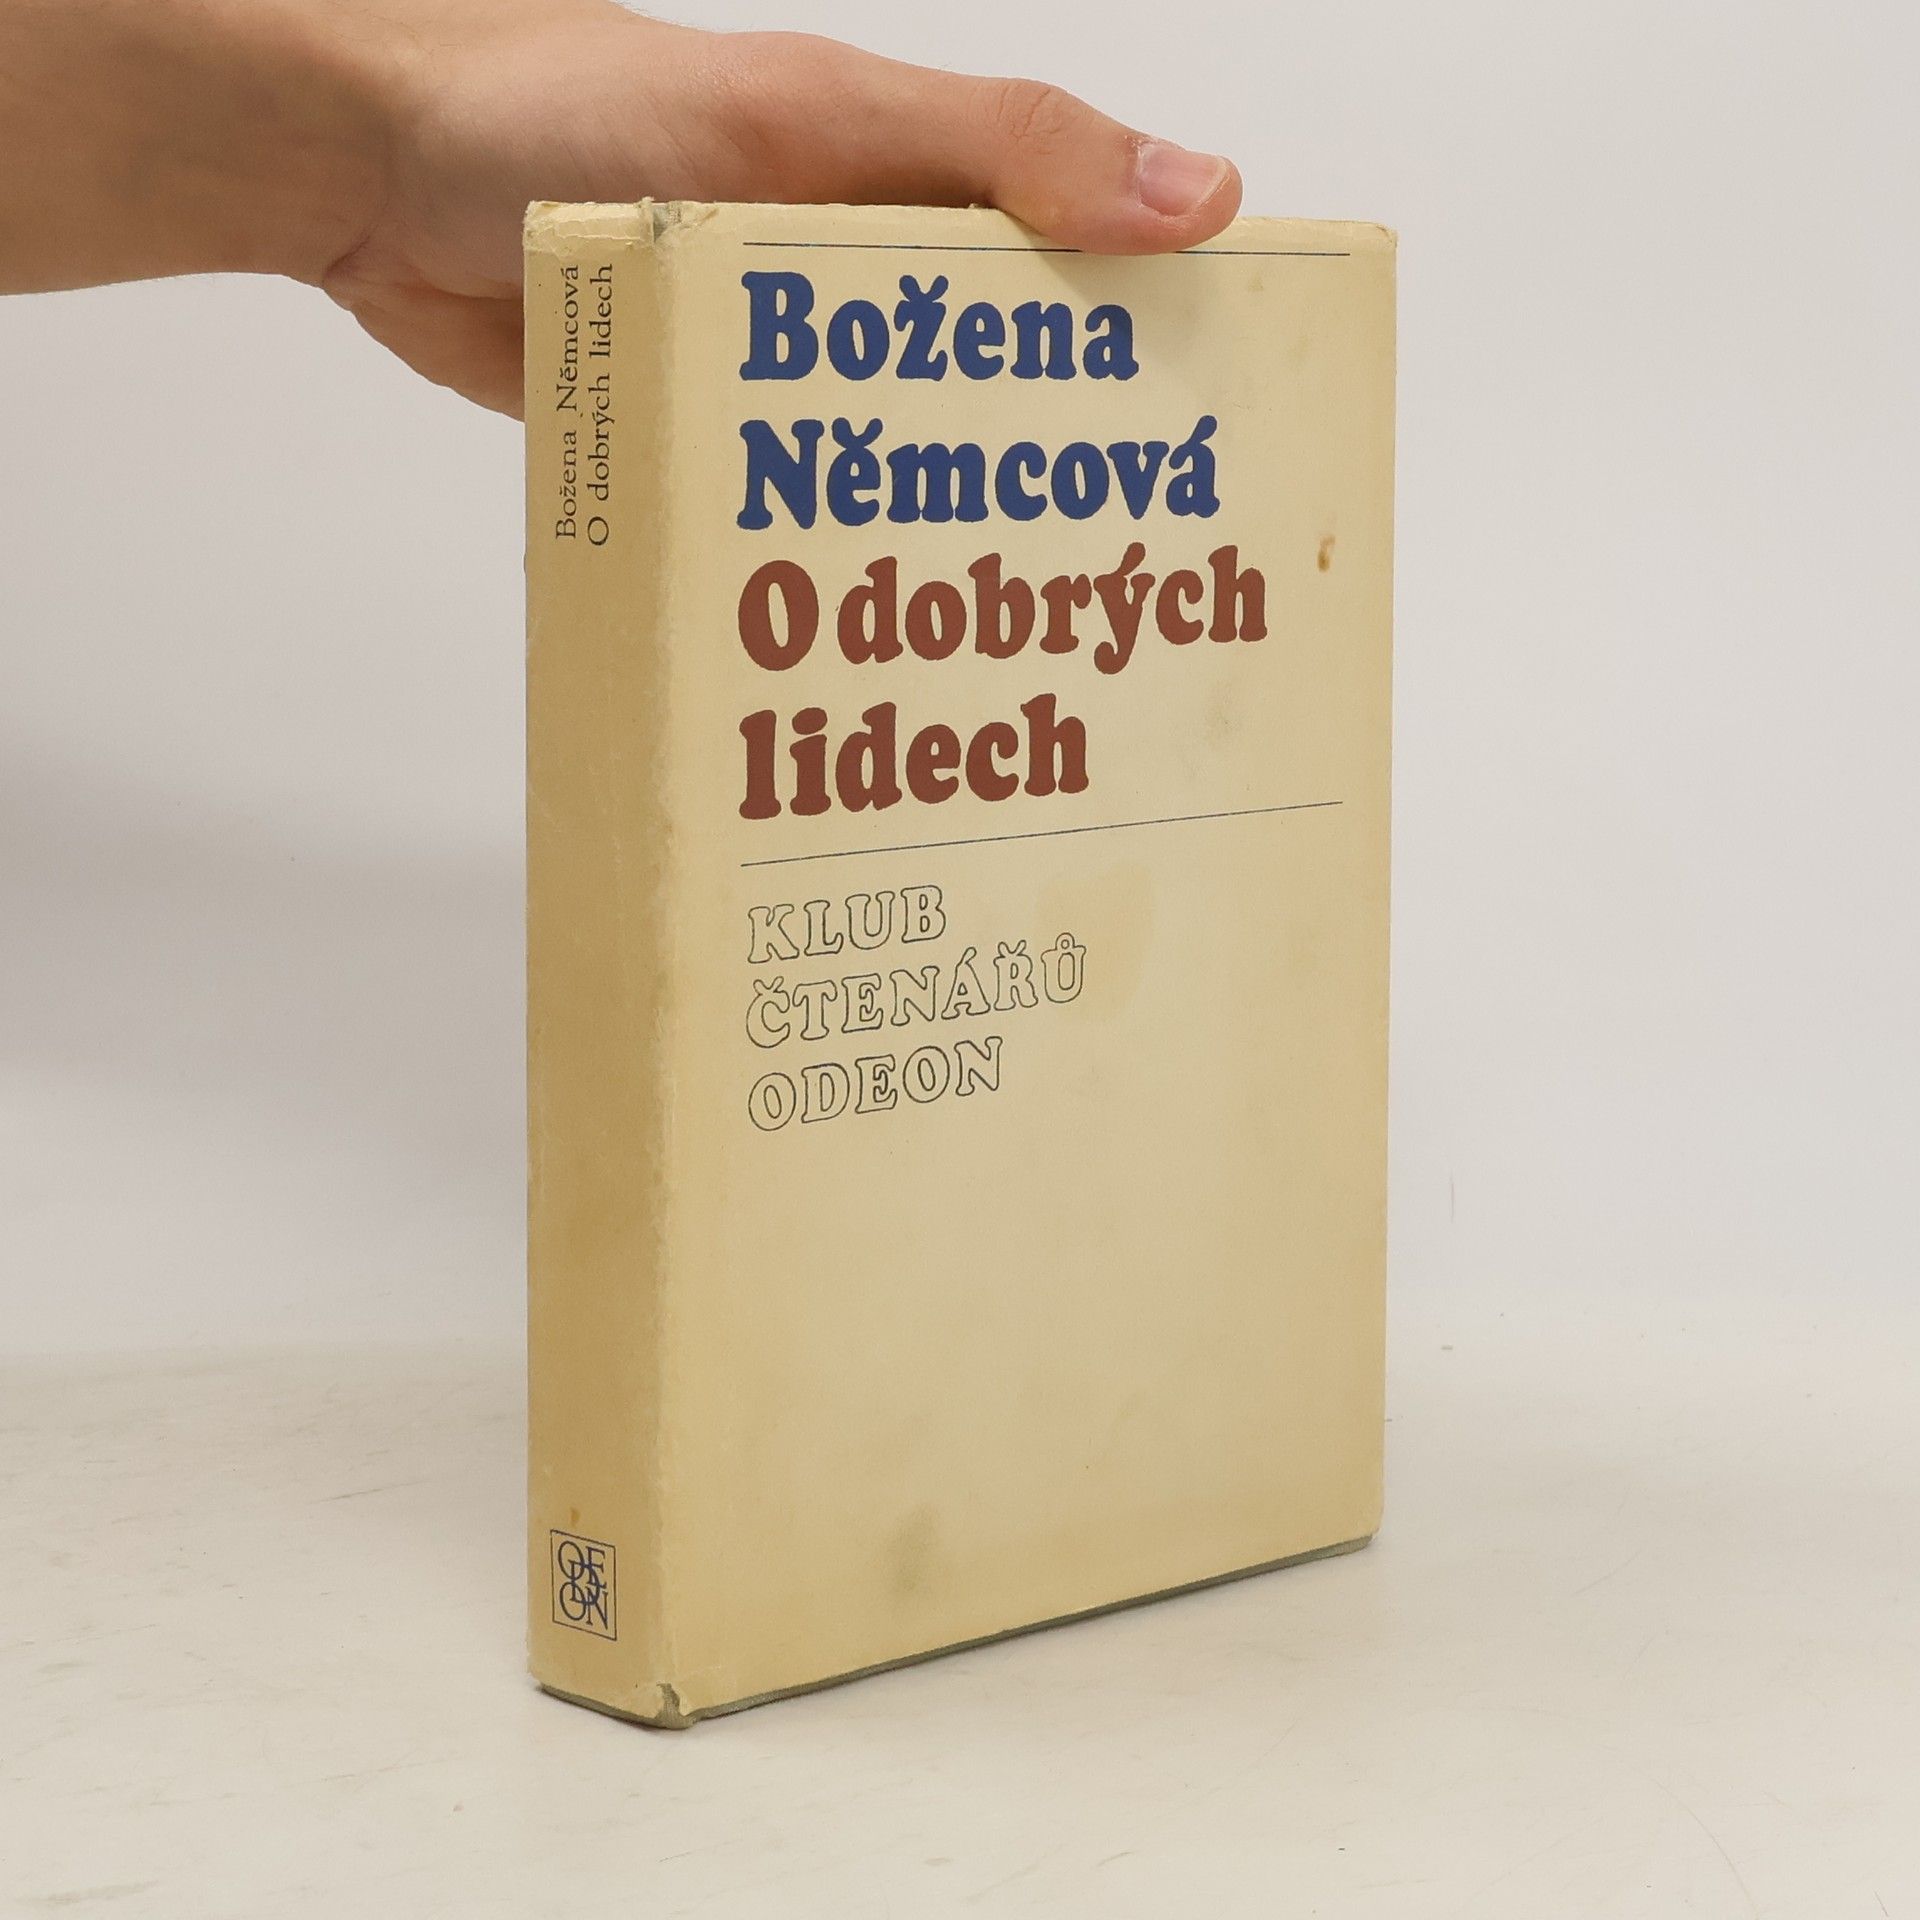 Božena Němcová
O dobrých lidech
Božena
Němcová
O dobrých
lidech
KLUB
ČTENÁŘŮ
ODEON
ODEON